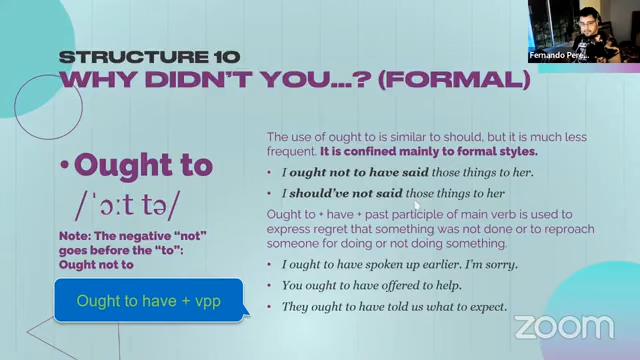 STRUCTURE 10
WHY DIDN'T YOU...? (FORMAL)
• Ought to
/ˈɔːt tə/
Note: The negative "not"
goes before the "to":
Ought not to
Ought to have + vpp
The use of ought to is similar to should, but it is much less
frequent. It is confined mainly to formal styles.
• I ought not to have said those things to her.
• I should've not said those things to her
Ought to + have + past participle of main verb is used to
express regret that something was not done or to reproach
someone for doing or not doing something.
• I ought to have spoken up earlier. I'm sorry.
• You ought to have offered to help.
• They ought to have told us what to expect.
Fernando Pere...
zoom